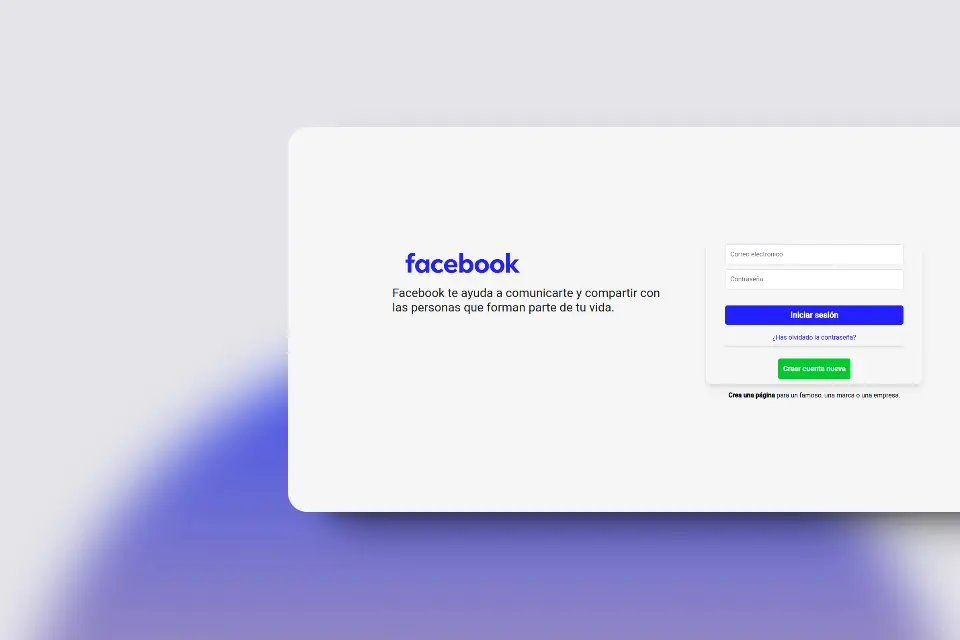 facebook
Facebook te ayuda a comunicarte y compartir con
las personas que forman parte de tu vida.
Correo electronico
Contraseña
Iniciar sesión
¿Has olvidado la contraseña?
Crear cuenta nueva
Crea una página para un famoso, una marca o una empresa.